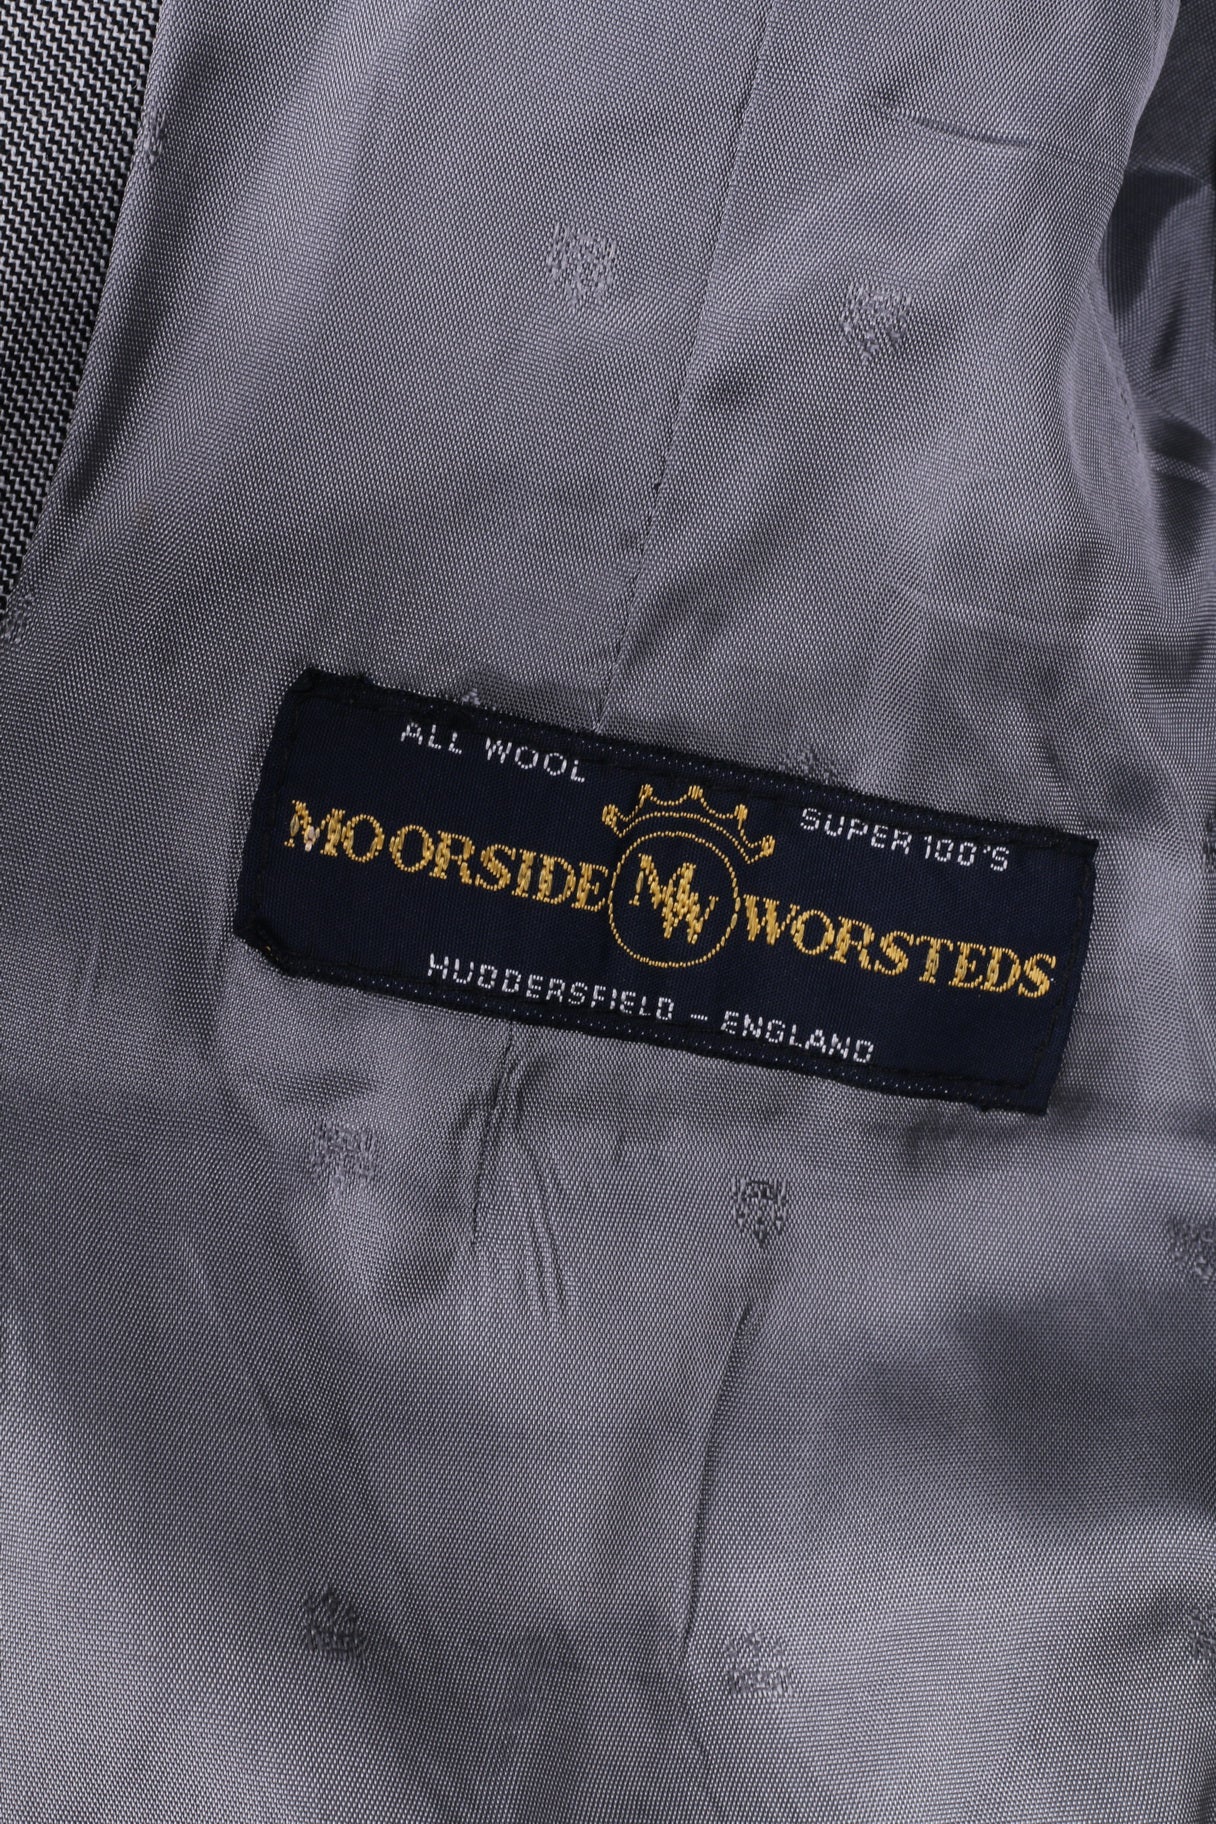 ALL WOOL
SUPER 100'S
MOORSIDE MW WORSTEDS
HUDDERSFIELD - ENGLAND